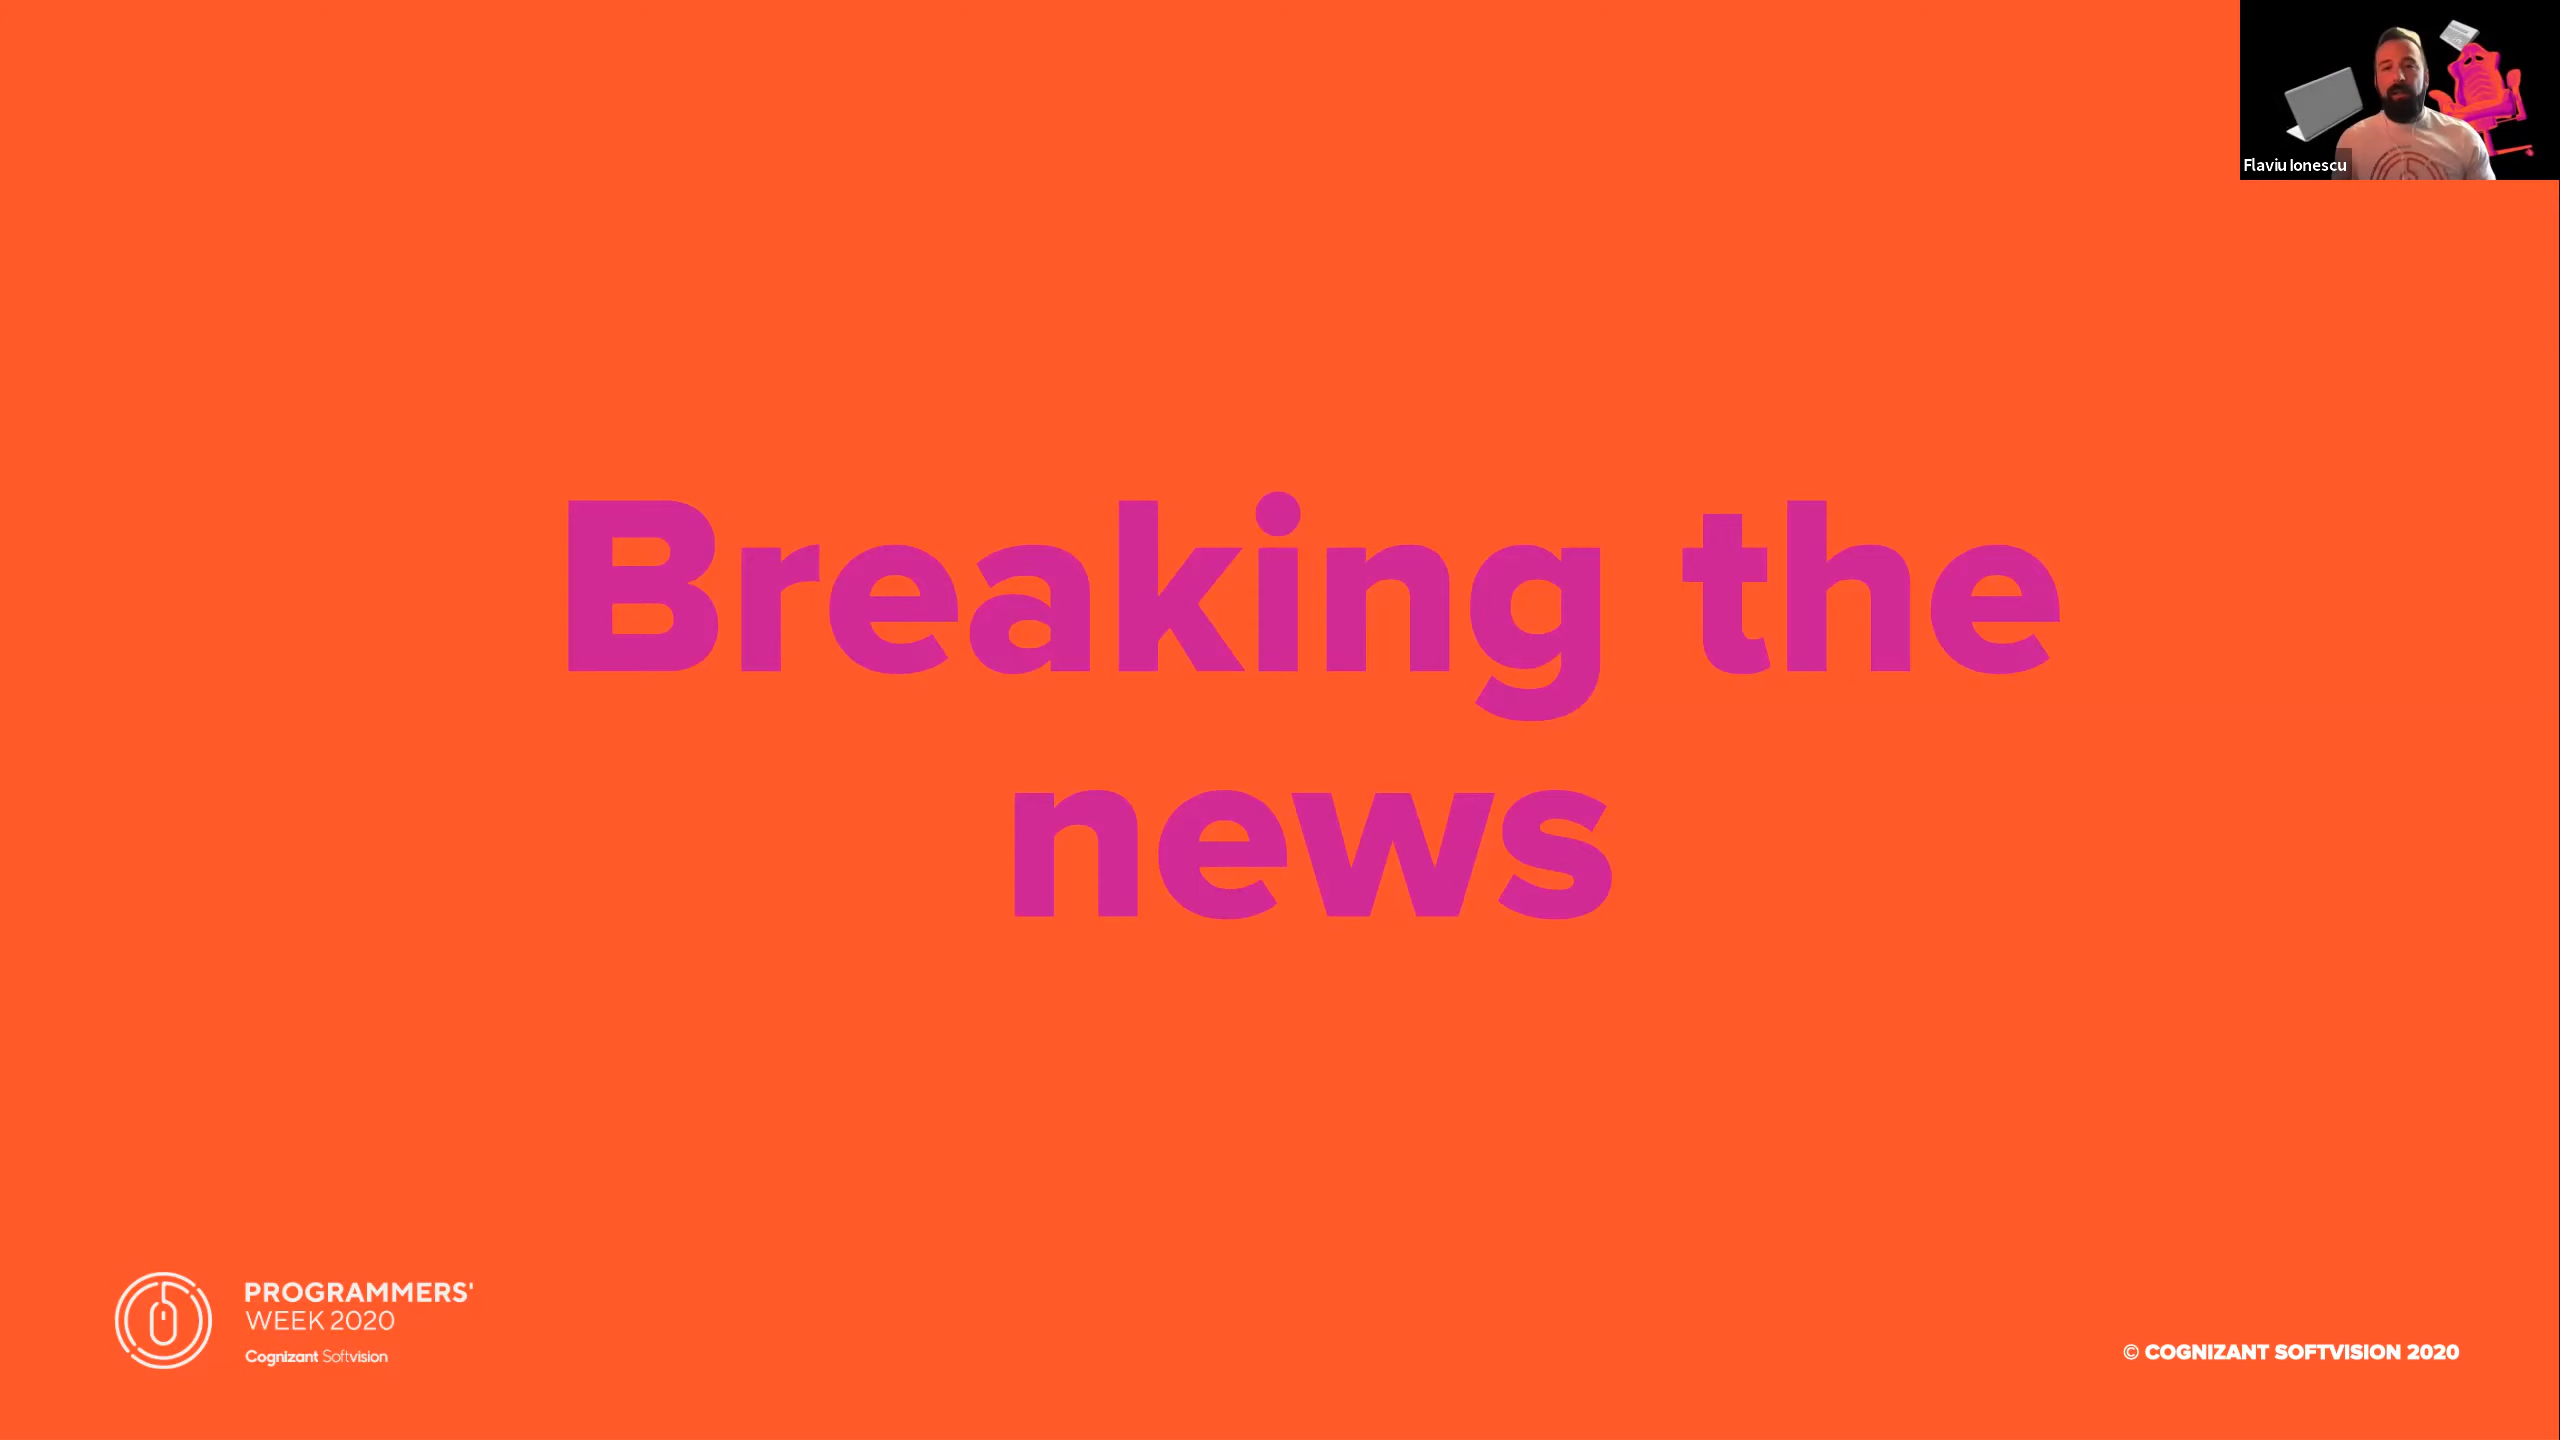 Flaviu Ionescu
Breaking the
news
PROGRAMMERS'
WEEK 2020
Cognizant Softvision
© COGNIZANT SOFTVISION 2020